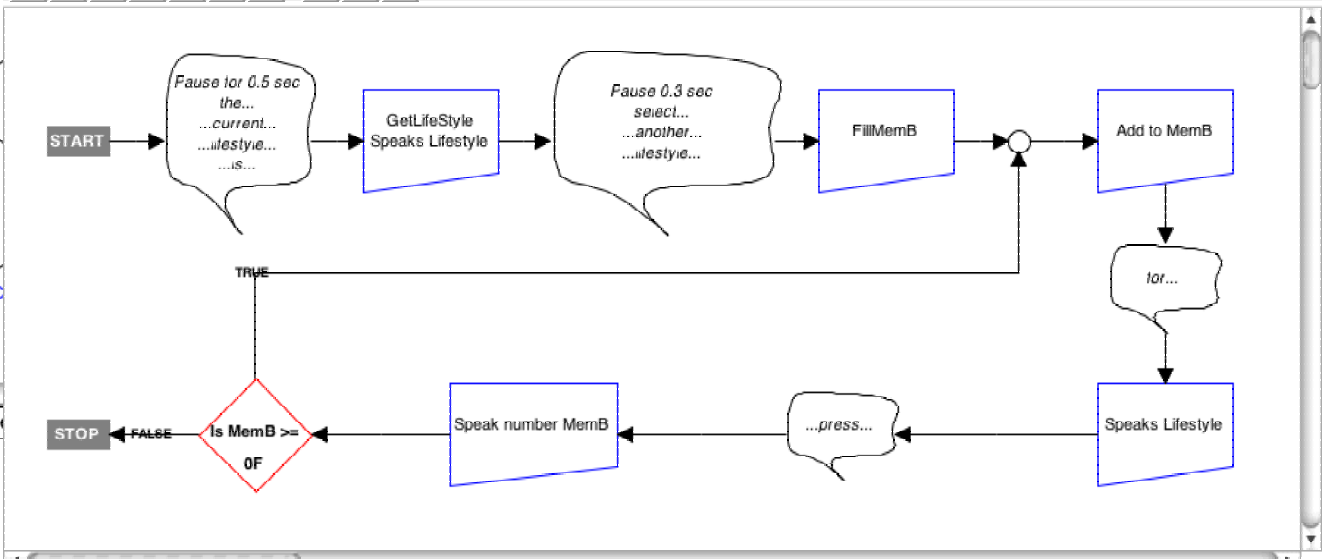 START
Pause for 0.5 sec
the...
...current...
...lifestyle...
...is...
GetLifeStyle
Speaks Lifestyle
Pause 0.3 sec
select...
...another...
...lifestyle...
FillMemB
Add to MemB
TRUE
for...
STOP
FALSE
Is MemB >=
0F
Speak number MemB
...press...
Speaks Lifestyle